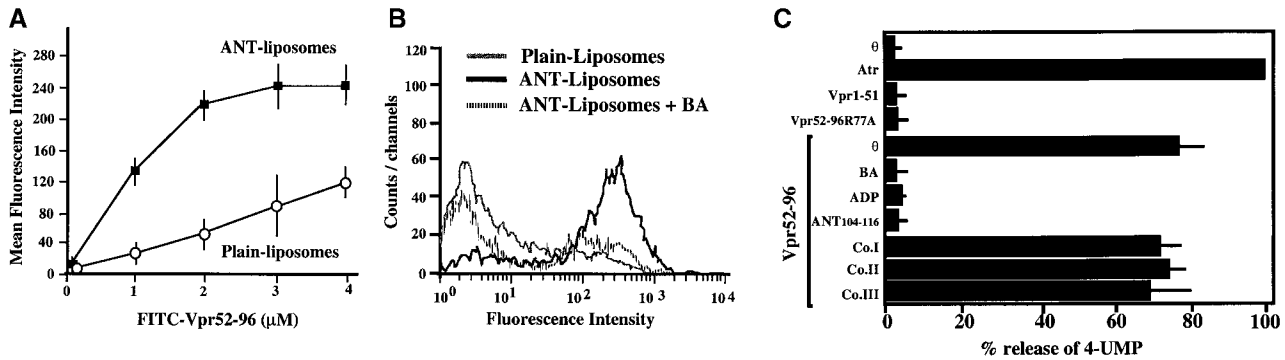 A
Mean Fluorescence Intensity
280
240
200
160
120
80
40
0
ANT-liposomes
Plain-liposomes
0 1 2 3 4
FITC-Vpr52-96 (µM)
B
Counts / channels
120
100
80
60
40
20
0
Plain-Liposomes
ANT-Liposomes
ANT-Liposomes + BA
10⁰ 10¹ 10² 10³ 10⁴
Fluorescence Intensity
C
θ
Atr
Vpr1-51
Vpr52-96R77A
Vpr52-96
θ
BA
ADP
ANT104-116
Co.I
Co.II
Co.III
0 20 40 60 80 100
% release of 4-UMP